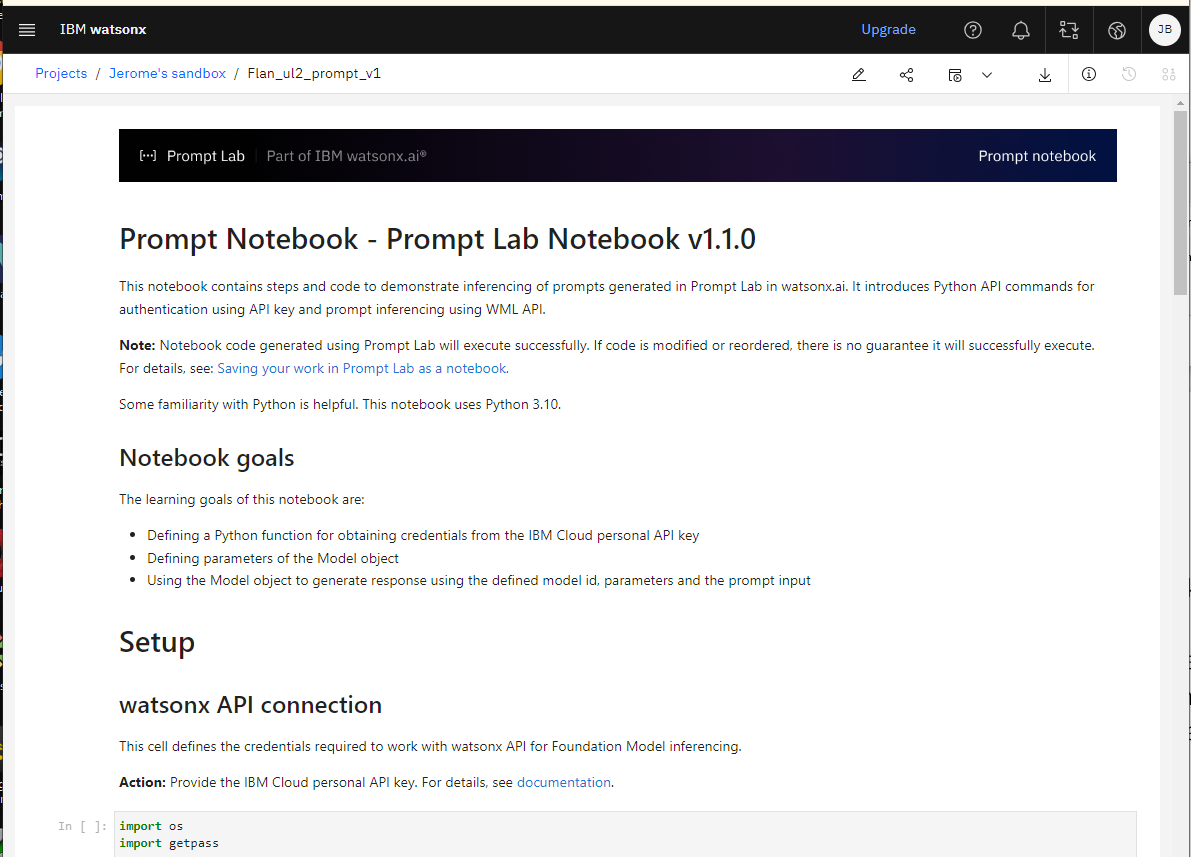 IBM watsonx
Upgrade
JB
Projects / Jerome's sandbox / Flan_ul2_prompt_v1
[···] Prompt Lab
Part of IBM watsonx.ai®
Prompt notebook
Prompt Notebook - Prompt Lab Notebook v1.1.0
This notebook contains steps and code to demonstrate inferencing of prompts generated in Prompt Lab in watsonx.ai. It introduces Python API commands for
authentication using API key and prompt inferencing using WML API.
Note: Notebook code generated using Prompt Lab will execute successfully. If code is modified or reordered, there is no guarantee it will successfully execute.
For details, see: Saving your work in Prompt Lab as a notebook.
Some familiarity with Python is helpful. This notebook uses Python 3.10.
Notebook goals
The learning goals of this notebook are:
• Defining a Python function for obtaining credentials from the IBM Cloud personal API key
• Defining parameters of the Model object
• Using the Model object to generate response using the defined model id, parameters and the prompt input
Setup
watsonx API connection
This cell defines the credentials required to work with watsonx API for Foundation Model inferencing.
Action: Provide the IBM Cloud personal API key. For details, see documentation.
In [ ]: import os
import getpass